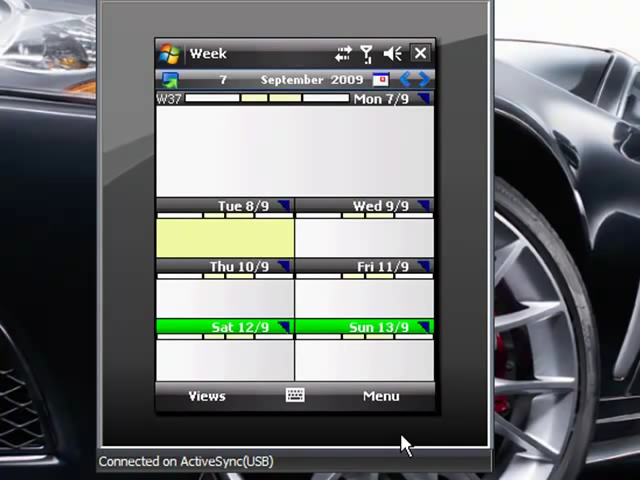 Week
7 September 2009
W37 Mon 7/9
Tue 8/9 Wed 9/9
Thu 10/9 Fri 11/9
Sat 12/9 Sun 13/9
Views Menu
Connected on ActiveSync(USB)